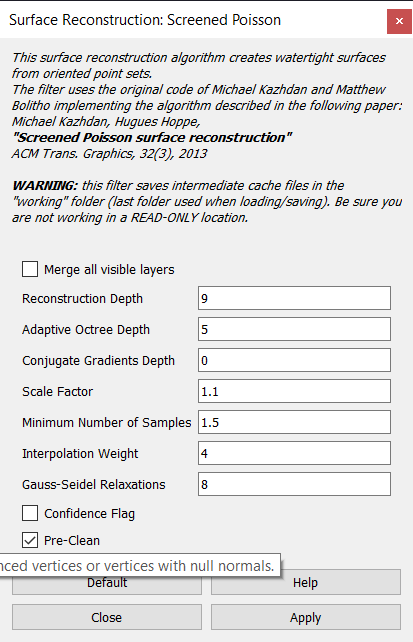 Surface Reconstruction: Screened Poisson
This surface reconstruction algorithm creates watertight surfaces
from oriented point sets.
The filter uses the original code of Michael Kazhdan and Matthew
Bolitho implementing the algorithm described in the following paper:
Michael Kazhdan, Hugues Hoppe,
"Screened Poisson surface reconstruction"
ACM Trans. Graphics, 32(3), 2013
WARNING: this filter saves intermediate cache files in the
"working" folder (last folder used when loading/saving). Be sure you
are not working in a READ-ONLY location.
Merge all visible layers
Reconstruction Depth 9
Adaptive Octree Depth 5
Conjugate Gradients Depth 0
Scale Factor 1.1
Minimum Number of Samples 1.5
Interpolation Weight 4
Gauss-Seidel Relaxations 8
Confidence Flag
Pre-Clean
vertices or vertices with null normals.
Default Help
Close Apply